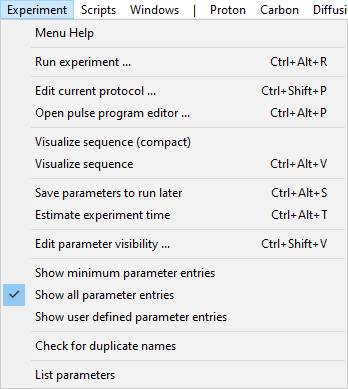 Experiment Scripts Windows | Proton Carbon Diffusi
Menu Help
Run experiment ... Ctrl+Alt+R
Edit current protocol ... Ctrl+Shift+P
Open pulse program editor ... Ctrl+Alt+P
Visualize sequence (compact)
Visualize sequence Ctrl+Alt+V
Save parameters to run later Ctrl+Alt+S
Estimate experiment time Ctrl+Alt+T
Edit parameter visibility ... Ctrl+Shift+V
Show minimum parameter entries
Show all parameter entries
Show user defined parameter entries
Check for duplicate names
List parameters